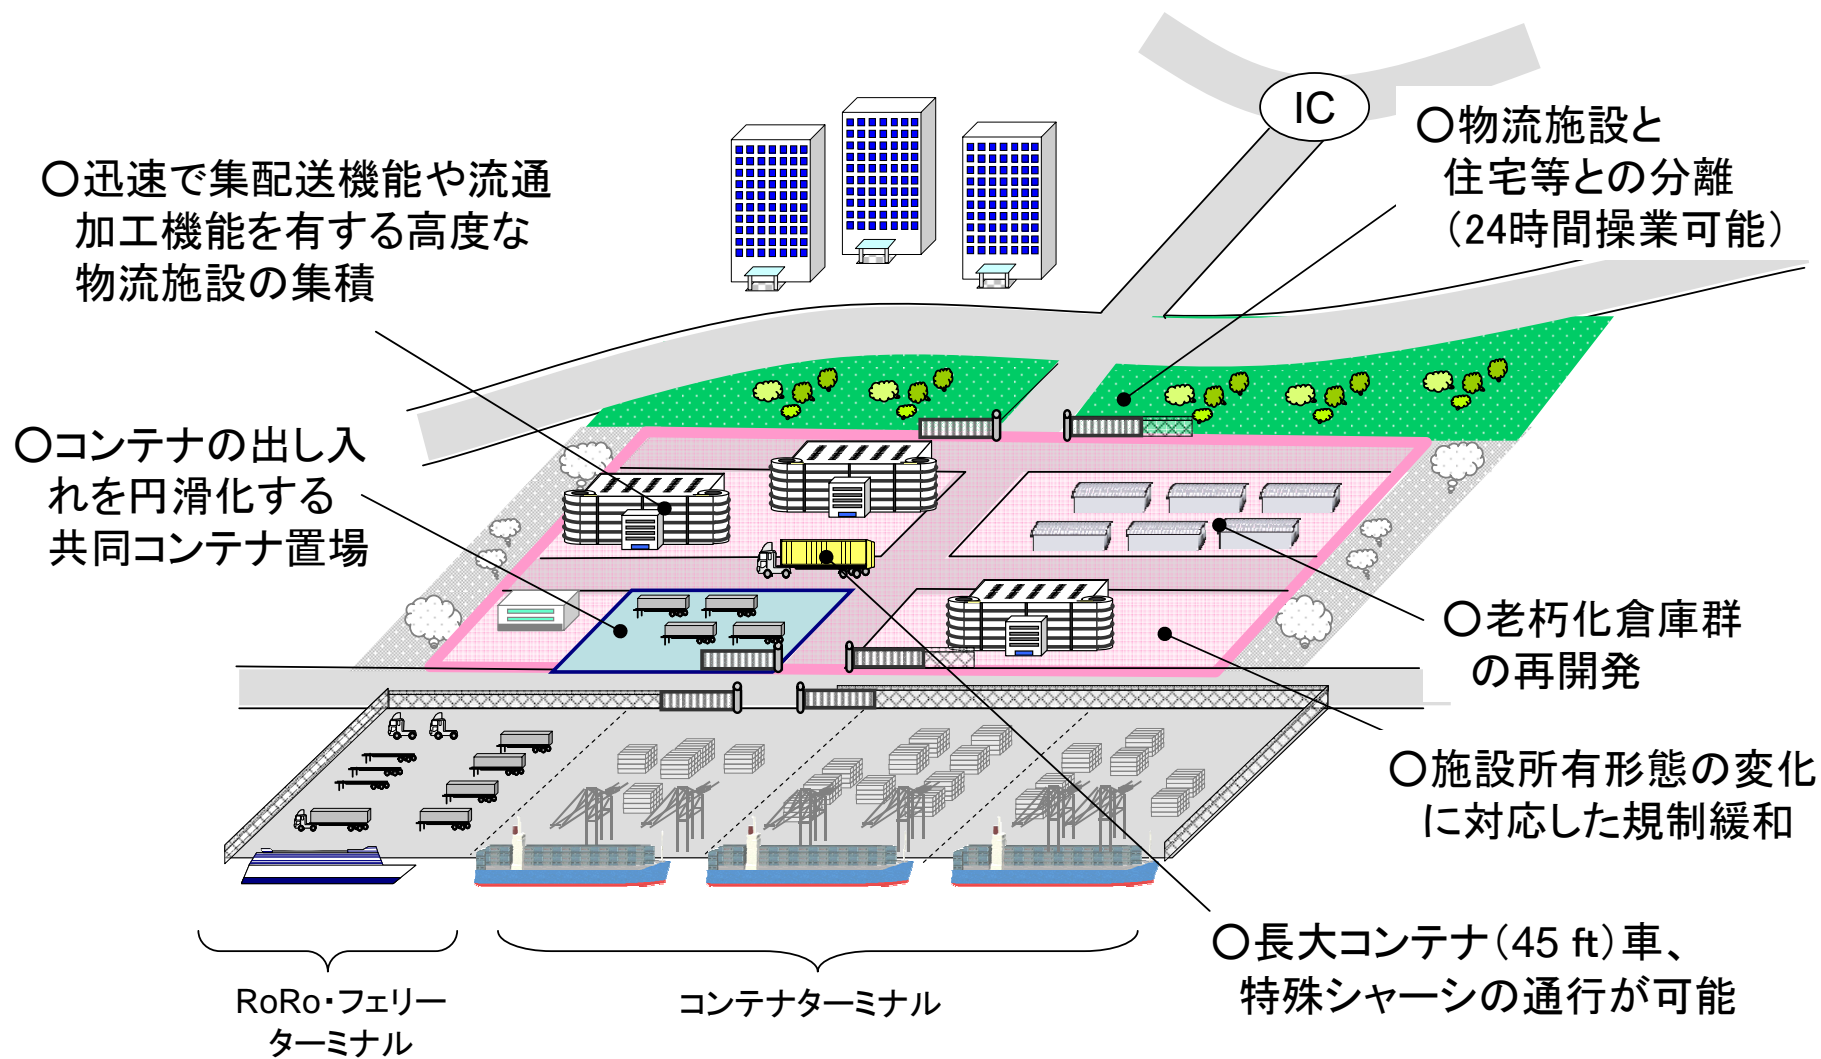 IC
○物流施設と
住宅等との分離
（24時間操業可能）
○迅速で集配送機能や流通
加工機能を有する高度な
物流施設の集積
○コンテナの出し入
れを円滑化する
共同コンテナ置場
○老朽化倉庫群
の再開発
○施設所有形態の変化
に対応した規制緩和
○長大コンテナ（45 ft）車、
特殊シャーシの通行が可能
RoRo・フェリー
ターミナル
コンテナターミナル